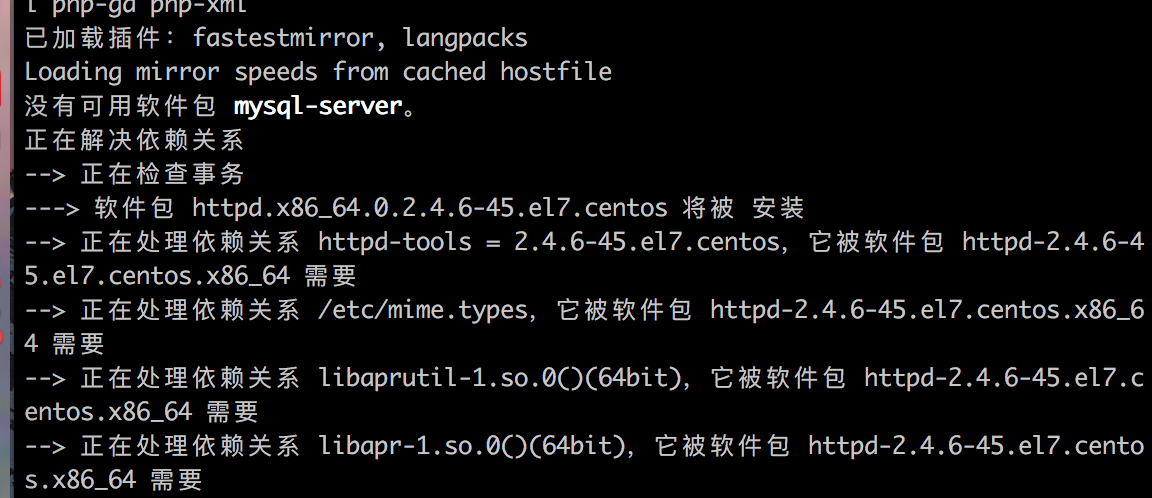 l php-gd php-xml
已加载插件：fastestmirror, langpacks
Loading mirror speeds from cached hostfile
没有可用软件包 mysql-server。
正在解决依赖关系
--> 正在检查事务
---> 软件包 httpd.x86_64.0.2.4.6-45.el7.centos 将被 安装
--> 正在处理依赖关系 httpd-tools = 2.4.6-45.el7.centos，它被软件包 httpd-2.4.6-4
5.el7.centos.x86_64 需要
--> 正在处理依赖关系 /etc/mime.types，它被软件包 httpd-2.4.6-45.el7.centos.x86_6
4 需要
--> 正在处理依赖关系 libaprutil-1.so.0()(64bit)，它被软件包 httpd-2.4.6-45.el7.c
entos.x86_64 需要
--> 正在处理依赖关系 libapr-1.so.0()(64bit)，它被软件包 httpd-2.4.6-45.el7.cento
s.x86_64 需要